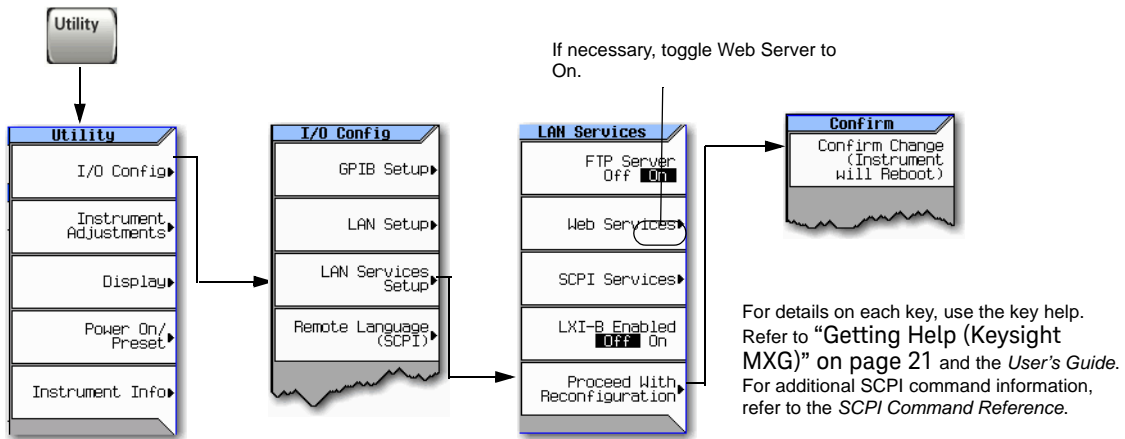 Utility
If necessary, toggle Web Server to
On.
Utility
I/O Config
Instrument
Adjustments
Display
Power On/
Preset
Instrument Info
I/O Config
GPIB Setup
LAN Setup
LAN Services
Setup
Remote Language
(SCPI)
LAN Services
FTP Server
Off On
Web Services
SCPI Services
LXI-B Enabled
Off On
Proceed With
Reconfiguration
Confirm
Confirm Change
(Instrument
will Reboot)
For details on each key, use the key help.
Refer to “Getting Help (Keysight
MXG)” on page 21 and the User's Guide.
For additional SCPI command information,
refer to the SCPI Command Reference.